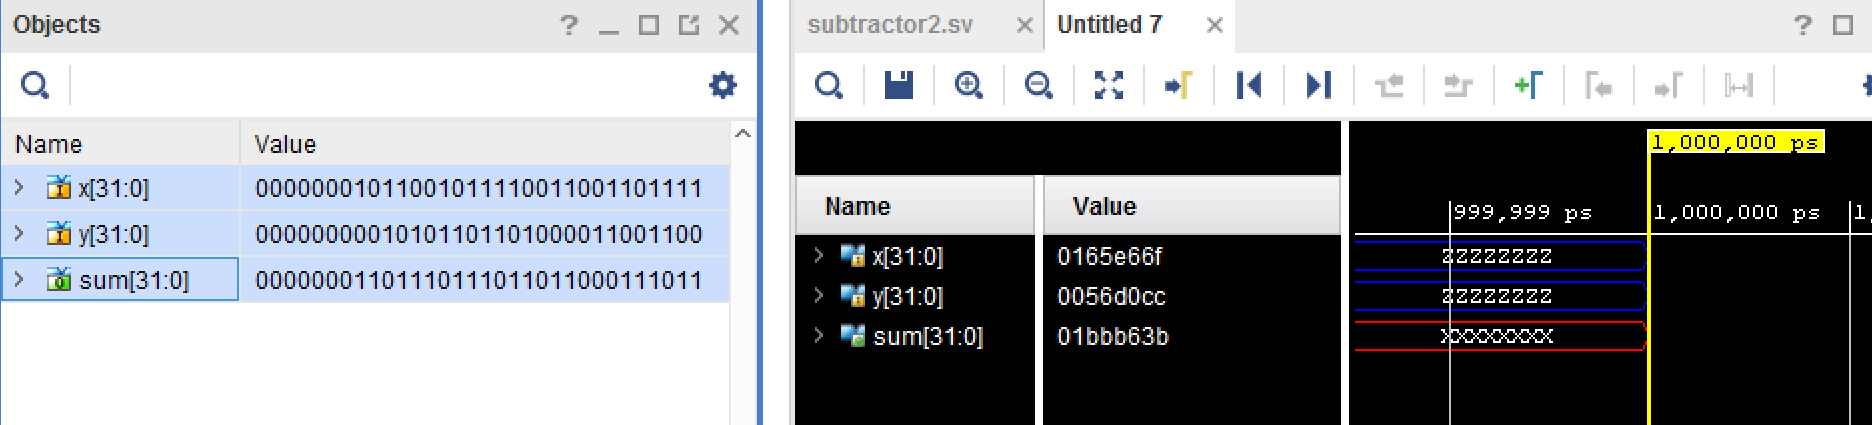 Objects
Name Value
x[31:0] 00000001011001011110011001101111
y[31:0] 00000000010101101101000011001100
sum[31:0] 00000001101110111011011000111011
subtractor2.sv Untitled 7
1,000,000 ps
Name Value 999,999 ps 1,000,000 ps 1,
x[31:0] 0165e66f ZZZZZZZZ
y[31:0] 0056d0cc ZZZZZZZZ
sum[31:0] 01bbb63b XXXXXXXX